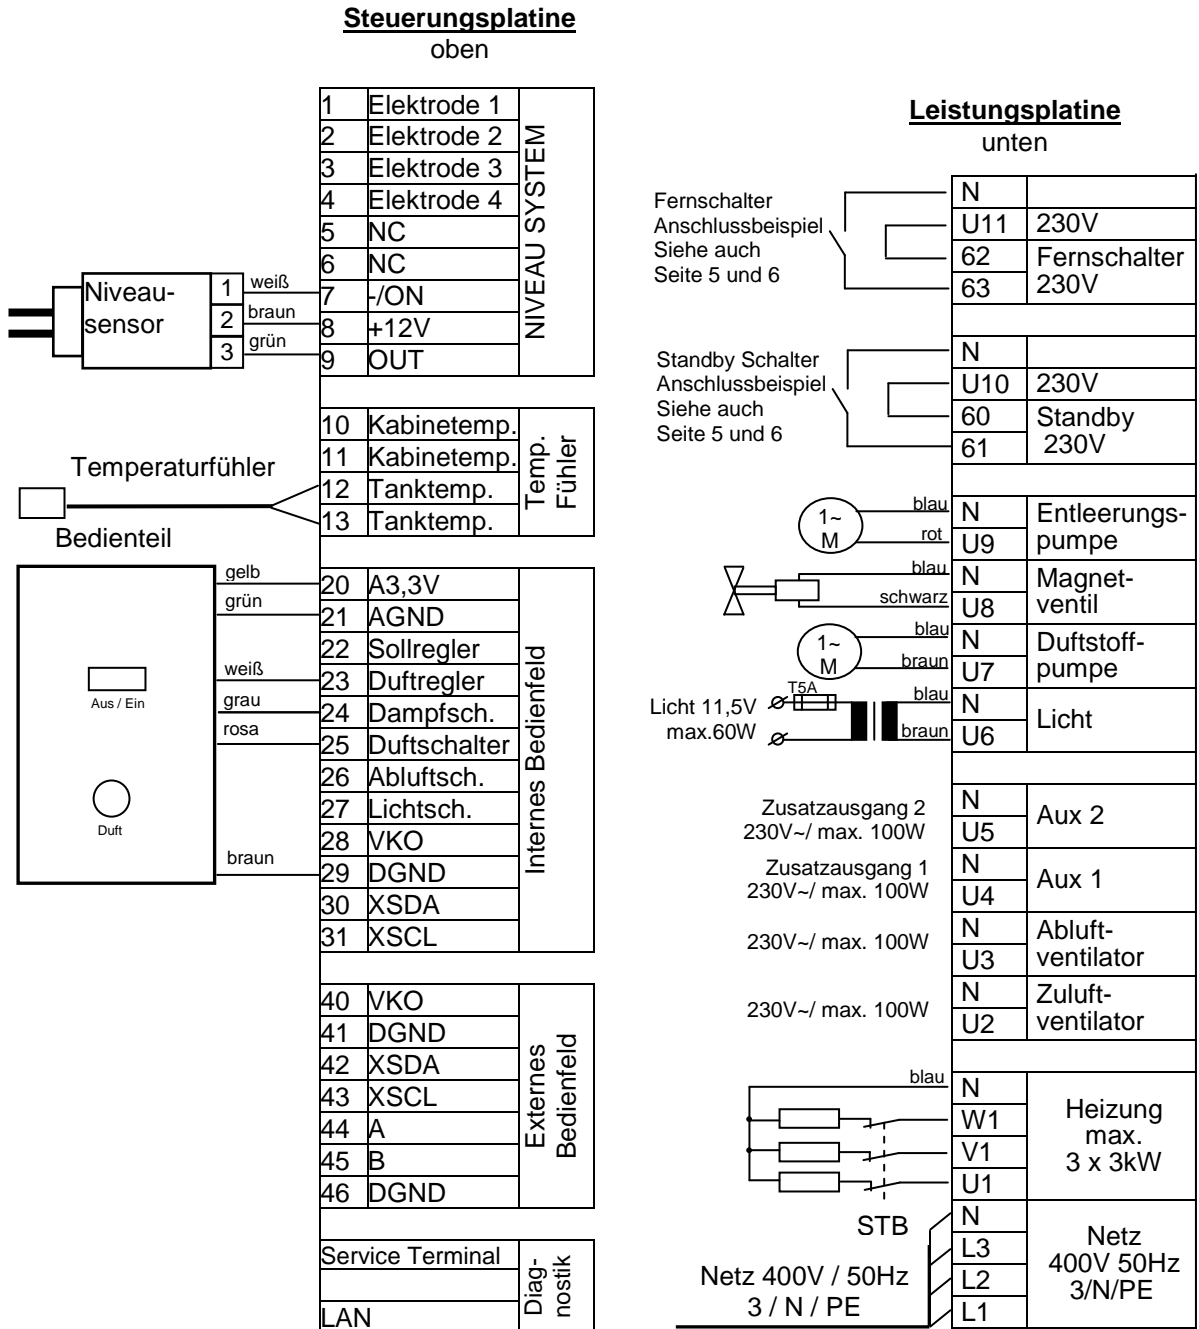 Steuerungsplatine
oben
1 Elektrode 1
2 Elektrode 2
3 Elektrode 3
4 Elektrode 4
5 NC
6 NC
7 -/ON
8 +12V
9 OUT
NIVEAU SYSTEM
Niveau-
sensor
1 weiß
2 braun
3 grün
10 Kabinetemp.
11 Kabinetemp.
12 Tanktemp.
13 Tanktemp.
Temp.
Fühler
Temperaturfühler
Bedienteil
Aus / Ein
Duft
gelb
grün
weiß
grau
rosa
braun
20 A3,3V
21 AGND
22 Sollregler
23 Duftregler
24 Dampfsch.
25 Duftschalter
26 Abluftsch.
27 Lichtsch.
28 VKO
29 DGND
30 XSDA
31 XSCL
Internes Bedienfeld
40 VKO
41 DGND
42 XSDA
43 XSCL
44 A
45 B
46 DGND
Externes
Bedienfeld
Service Terminal
LAN
Diag-
nostik
Leistungsplatine
unten
Fernschalter
Anschlussbeispiel
Siehe auch
Seite 5 und 6
N
U11 230V
62 Fernschalter
63 230V
Standby Schalter
Anschlussbeispiel
Siehe auch
Seite 5 und 6
N
U10 230V
60 Standby
61 230V
1~
M
blau N Entleerungs-
rot U9 pumpe
blau N Magnet-
schwarz U8 ventil
1~
M
blau N Duftstoff-
braun U7 pumpe
Licht 11,5V
max.60W
T5A
blau N
braun U6
Licht
Zusatzausgang 2
230V~/ max. 100W
N
U5
Aux 2
Zusatzausgang 1
230V~/ max. 100W
N
U4
Aux 1
230V~/ max. 100W
N Abluft-
U3 ventilator
230V~/ max. 100W
N Zuluft-
U2 ventilator
blau N
W1
V1
U1
Heizung
max.
3 x 3kW
STB
Netz 400V / 50Hz
3 / N / PE
N
L3
L2
L1
Netz
400V 50Hz
3/N/PE